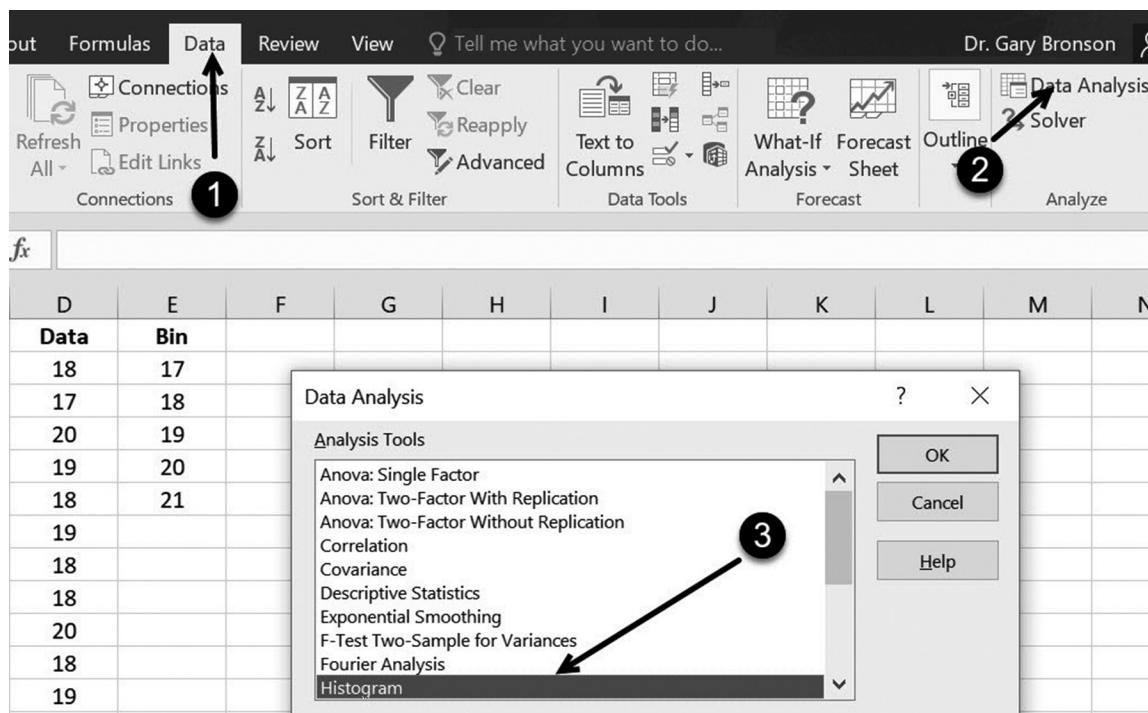 out Formulas Data Review View Tell me what you want to do... Dr. Gary Bronson
Connections
Properties
Edit Links
Refresh
All
Connections
1
Sort
Filter
Clear
Reapply
Advanced
Sort & Filter
Text to
Columns
Data Tools
What-If
Analysis
Forecast
Sheet
Forecast
Outline
2
Data Analysis
Solver
Analyze
fx
D E F G H I J K L M N
Data Bin
18 17
17 18
20 19
19 20
18 21
19
18
18
20
18
19
Data Analysis ?
Analysis Tools
Anova: Single Factor
Anova: Two-Factor With Replication
Anova: Two-Factor Without Replication
Correlation
Covariance
Descriptive Statistics
Exponential Smoothing
F-Test Two-Sample for Variances
Fourier Analysis
Histogram
3
OK
Cancel
Help